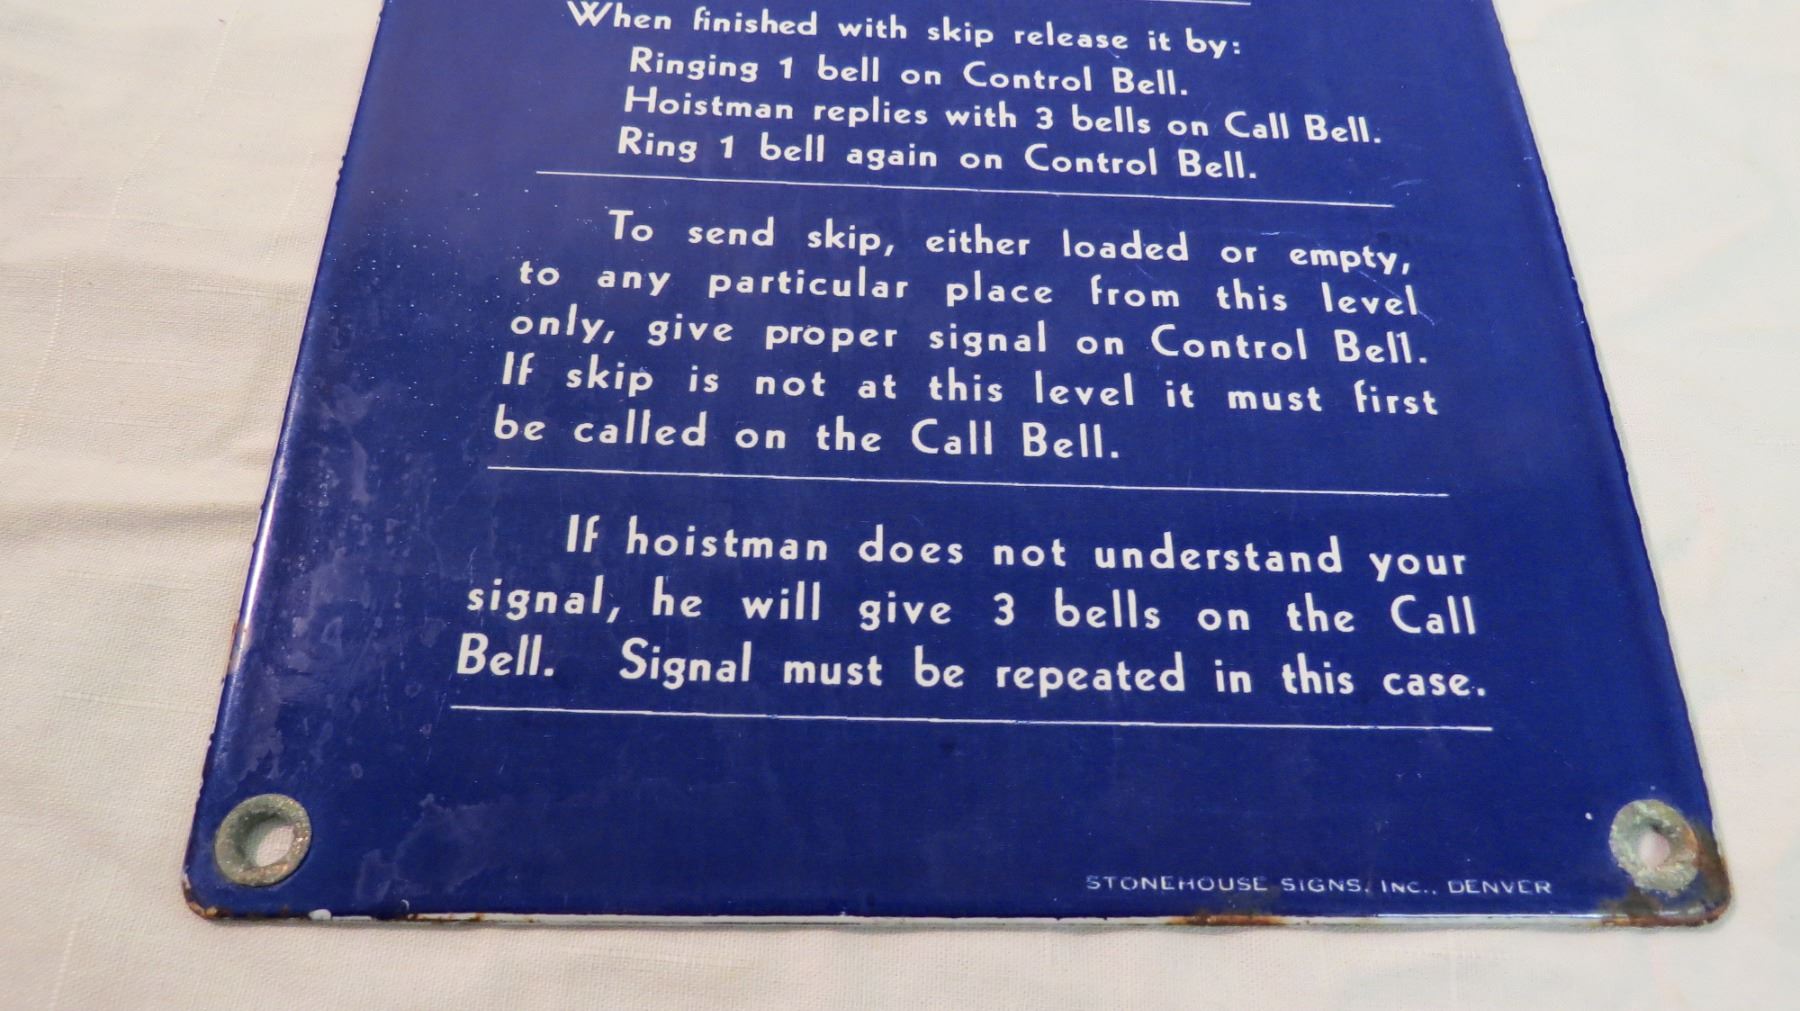 When finished with skip release it by:
Ringing 1 bell on Control Bell.
Hoistman replies with 3 bells on Call Bell.
Ring 1 bell again on Control Bell.
To send skip, either loaded or empty,
to any particular place from this level
only, give proper signal on Control Bell.
If skip is not at this level it must first
be called on the Call Bell.
If hoistman does not understand your
signal, he will give 3 bells on the Call
Bell. Signal must be repeated in this case.
STONEHOUSE SIGNS, INC., DENVER